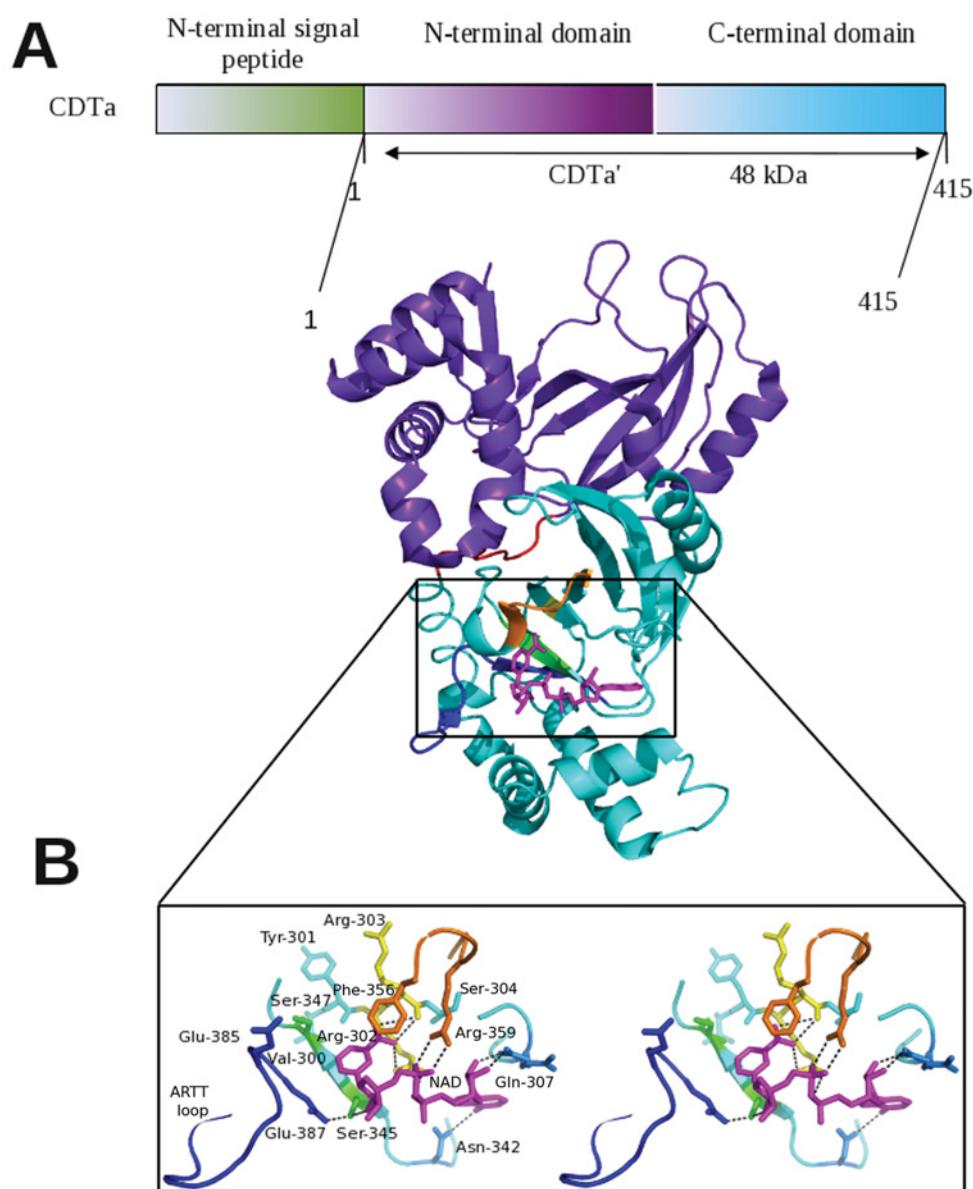 A
N-terminal signal
peptide
N-terminal domain
C-terminal domain
CDTa
CDTa'
48 kDa
1
415
1
415
B
Arg-303
Tyr-301
Phe-356
Ser-304
Ser-347
Glu-385
Arg-302
Arg-359
Val-300
NAD
Gln-307
ARTT
loop
Glu-387
Ser-345
Asn-342